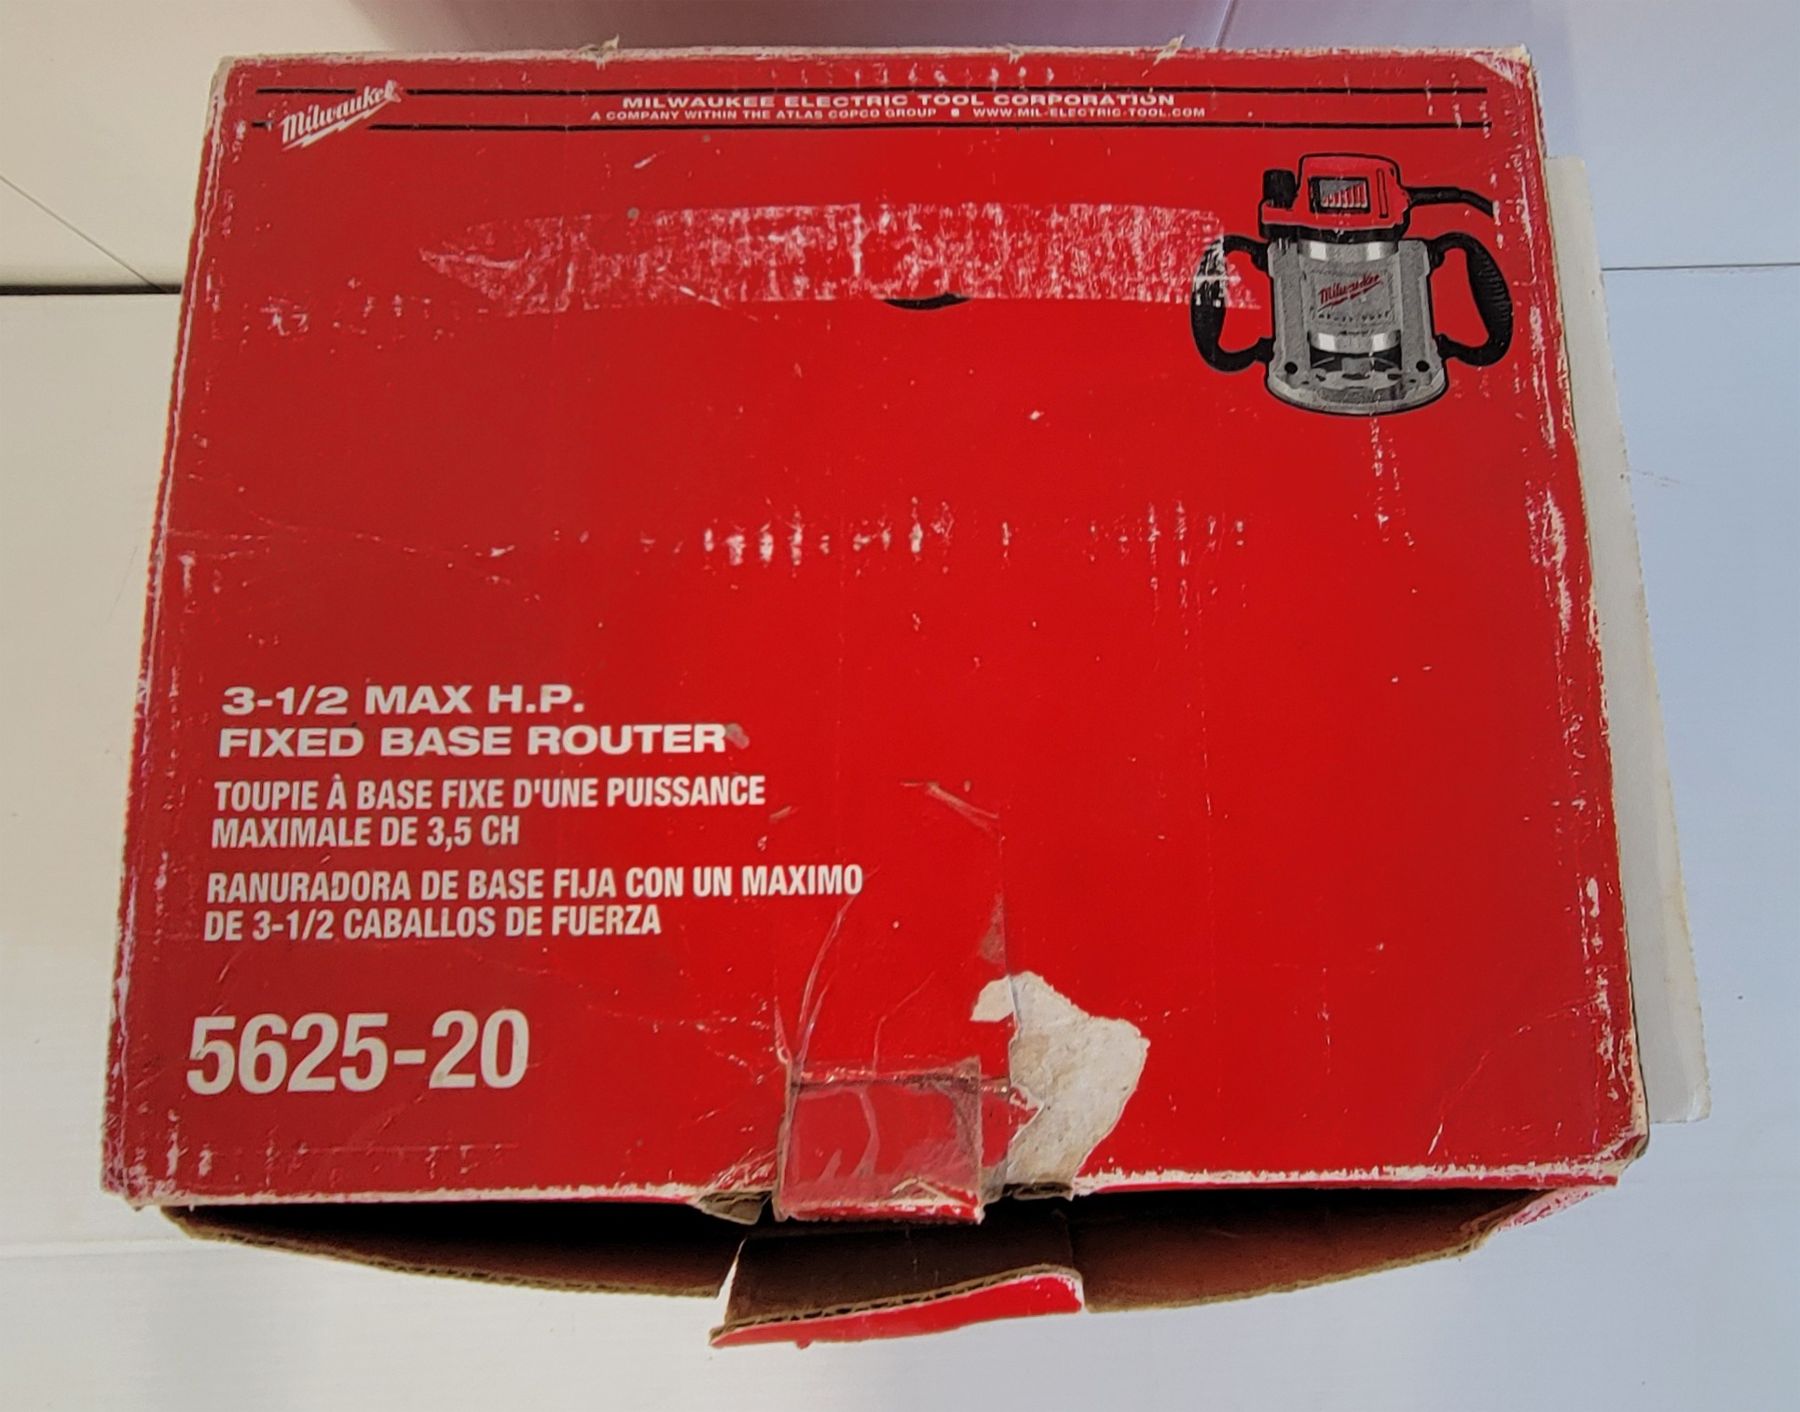 Milwaukee
MILWAUKEE ELECTRIC TOOL CORPORATION
A COMPANY WITHIN THE ATLAS COPCO GROUP ● WWW.MIL-ELECTRIC-TOOL.COM
Milwaukee
3-1/2 MAX H.P.
FIXED BASE ROUTER
TOUPIE À BASE FIXE D'UNE PUISSANCE
MAXIMALE DE 3,5 CH
RANURADORA DE BASE FIJA CON UN MAXIMO
DE 3-1/2 CABALLOS DE FUERZA
5625-20